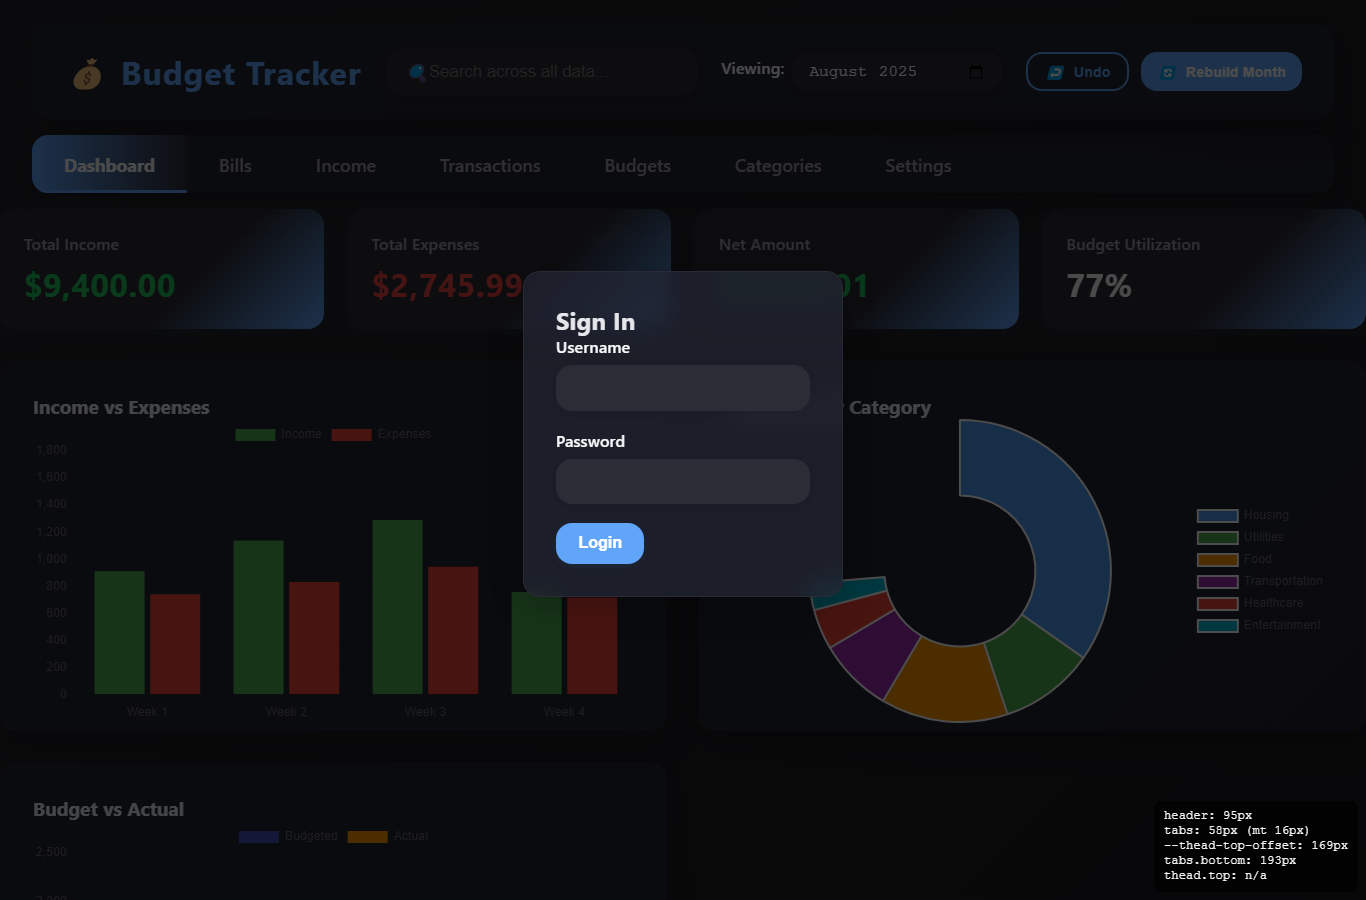 Budget Tracker
Search across all data...
Viewing:
August 2025
Undo
Rebuild Month
Dashboard
Bills
Income
Transactions
Budgets
Categories
Settings
Total Income
$9,400.00
Total Expenses
$2,745.99
Net Amount
01
Budget Utilization
77%
Sign In
Username
Password
Login
Income vs Expenses
Income
Expenses
1,800
1,600
1,400
1,200
1,000
800
600
400
200
0
Week 1
Week 2
Week 3
Week 4
y Category
Housing
Utilities
Food
Transportation
Healthcare
Entertainment
Budget vs Actual
Budgeted
Actual
2,500
header: 95px
tabs: 58px (mt 16px)
--thead-top-offset: 169px
tabs.bottom: 193px
thead.top: n/a